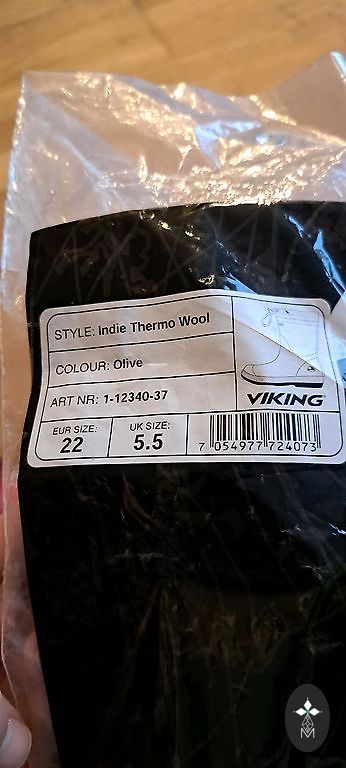 STYLE: Indie Thermo Wool
COLOUR: Olive
ART NR: 1-12340-37
VIKING
EUR SIZE: UK SIZE:
22 5.5
7 054977 724073
M